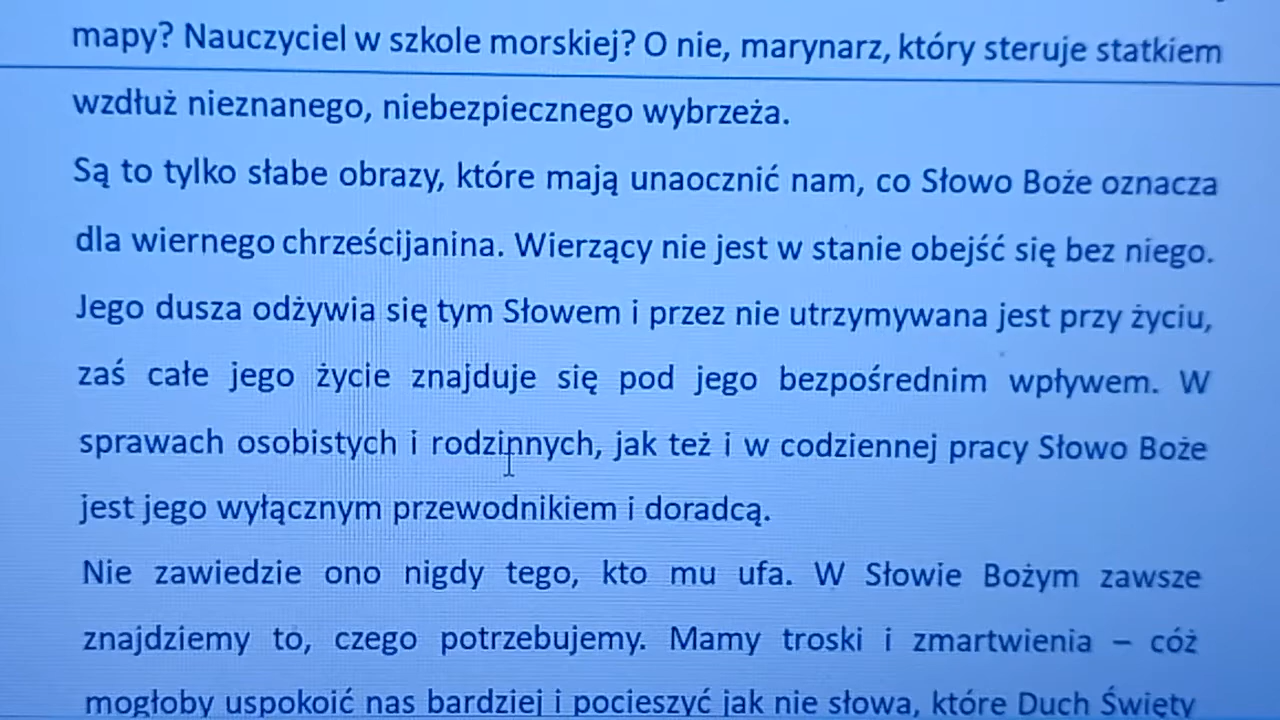 mapy? Nauczyciel w szkole morskiej? O nie, marynarz, który steruje statkiem
wzdłuż nieznanego, niebezpiecznego wybrzeża.
Są to tylko słabe obrazy, które mają unaocznić nam, co Słowo Boże oznacza
dla wiernego chrześcijanina. Wierzący nie jest w stanie obejść się bez niego.
Jego dusza odżywia się tym Słowem i przez nie utrzymywana jest przy życiu,
zaś całe jego życie znajduje się pod jego bezpośrednim wpływem. W
sprawach osobistych i rodzinnych, jak też i w codziennej pracy Słowo Boże
jest jego wyłącznym przewodnikiem i doradcą.
Nie zawiedzie ono nigdy tego, kto mu ufa. W Słowie Bożym zawsze
znajdziemy to, czego potrzebujemy. Mamy troski i zmartwienia – cóż
mogłoby uspokoić nas bardziej i pocieszyć jak nie słowa, które Duch Święty